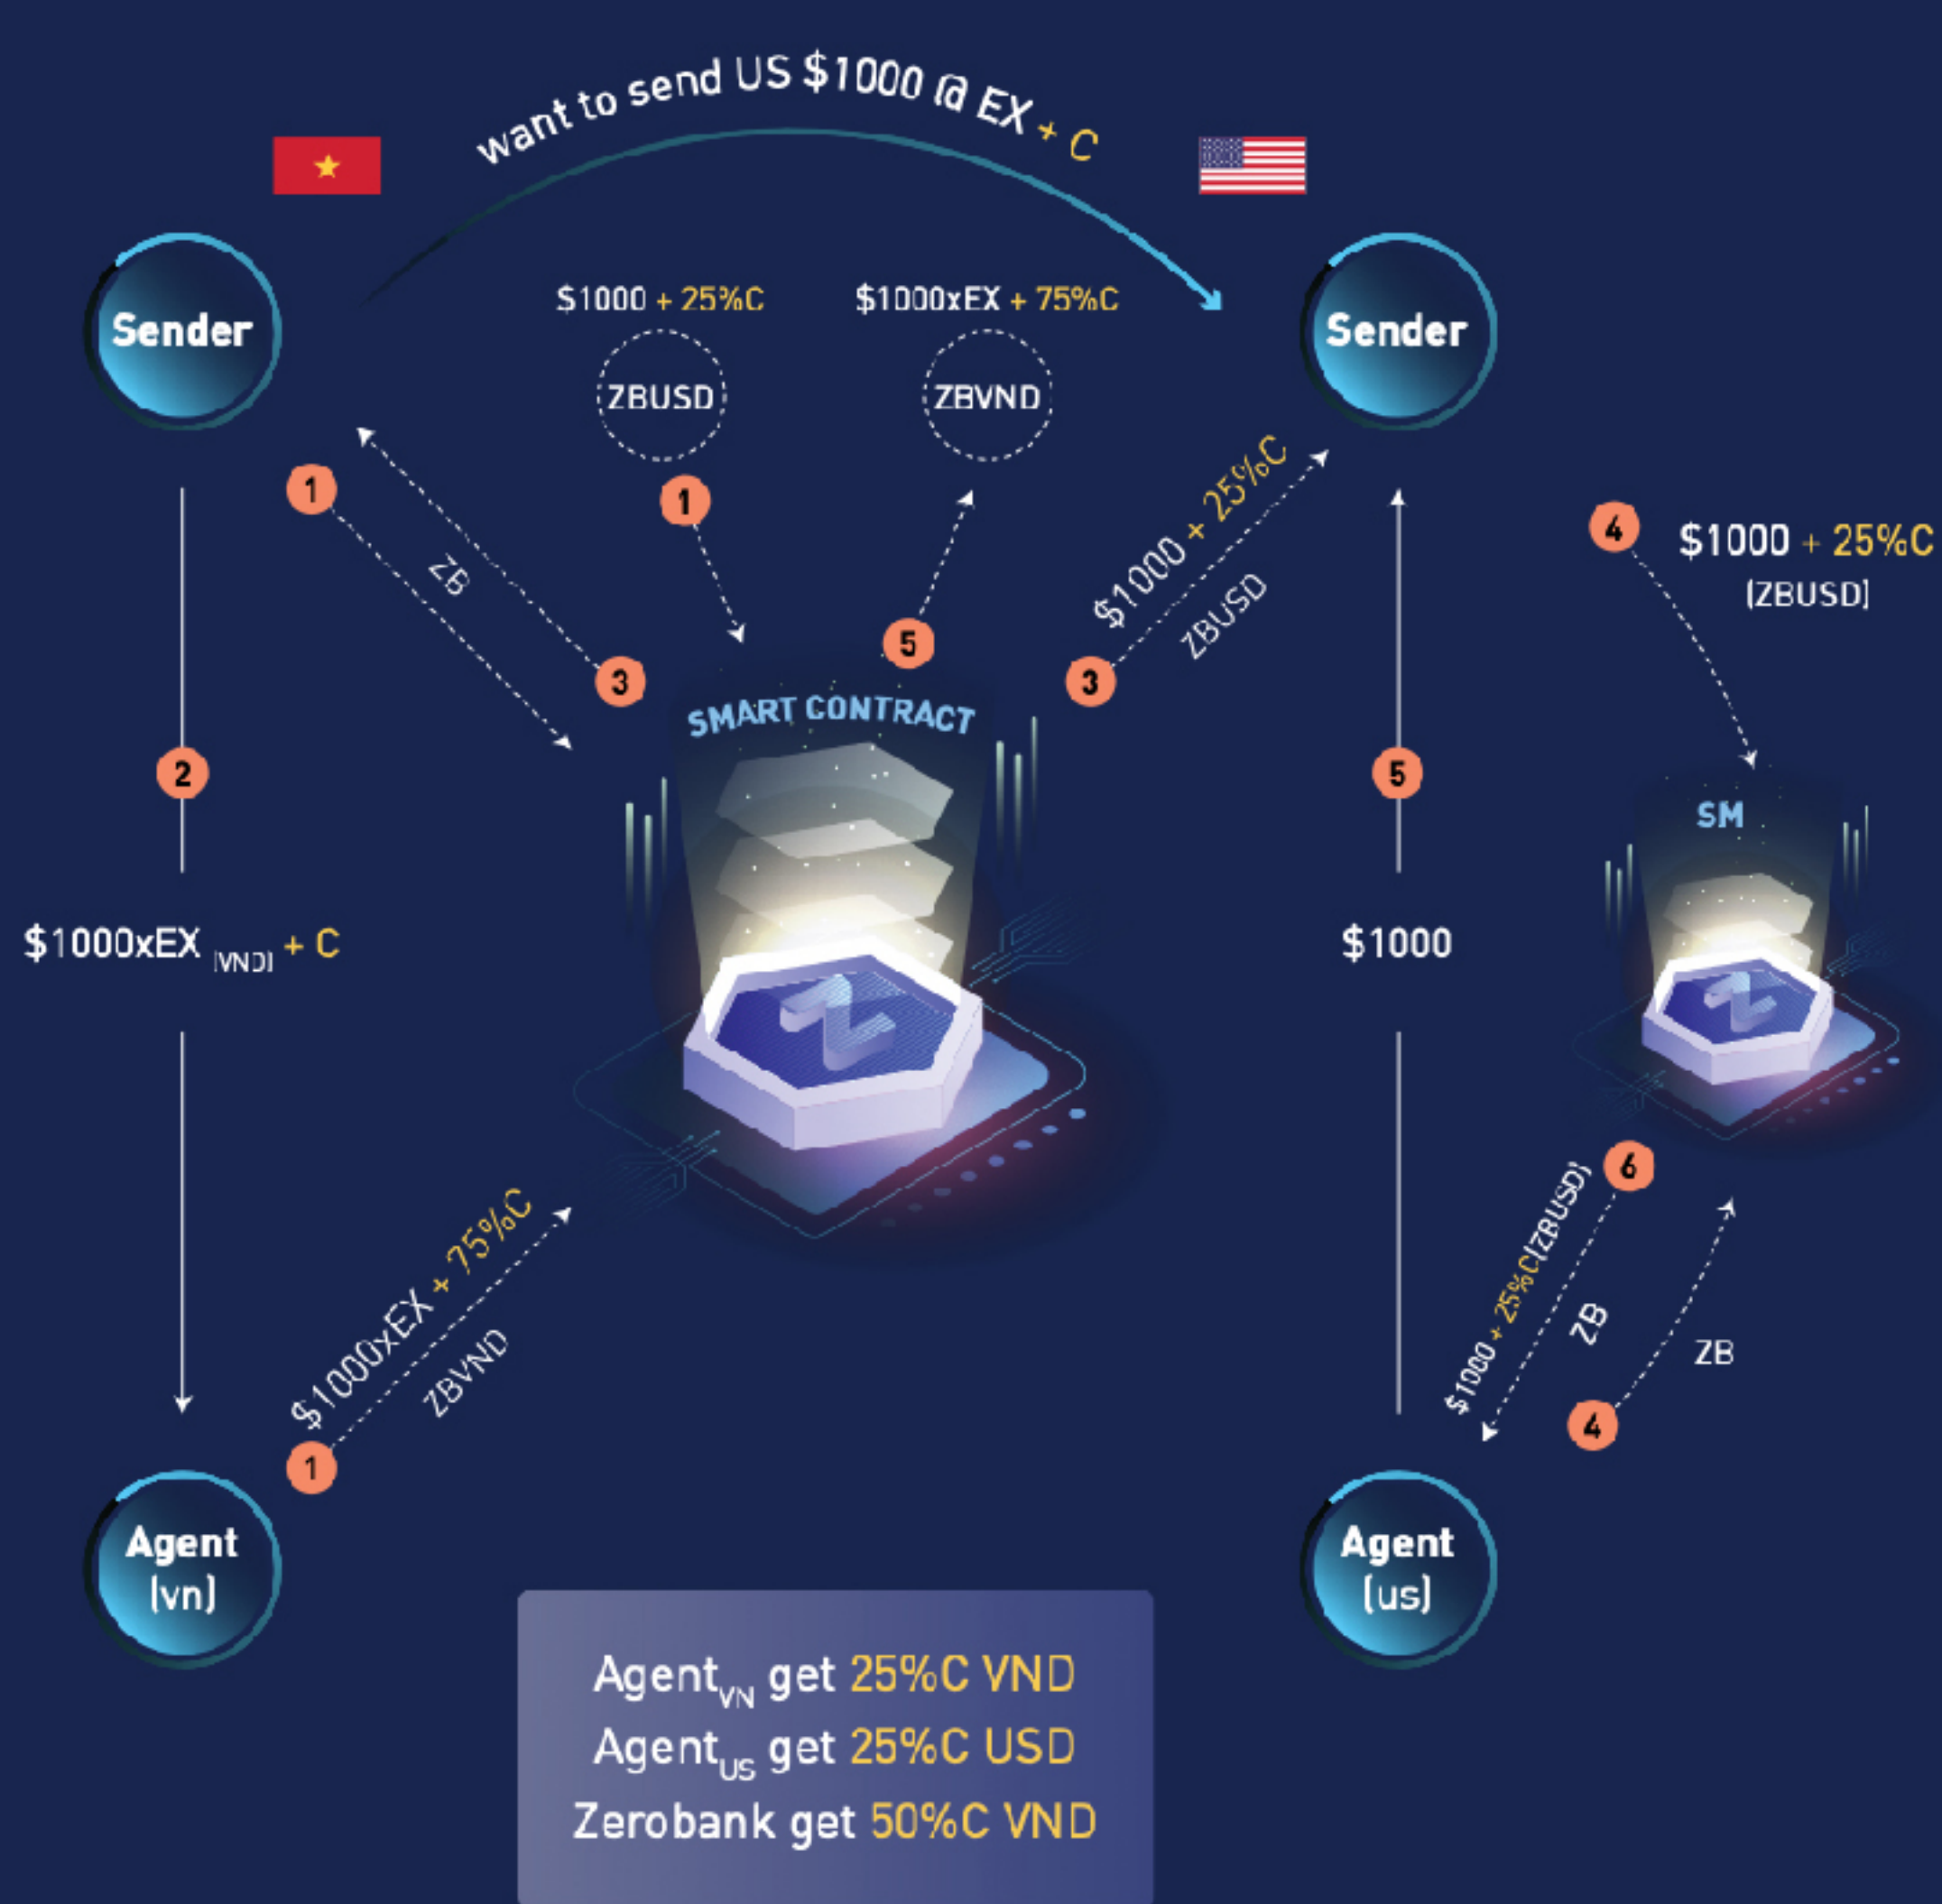 want to send US $1000 @ EX + C
Sender
$1000 + 25%C
ZBUSD
$1000xEX + 75%C
ZBVND
Sender
1
ZB
3
1
5
3
$1000 + 25%C
ZBUSD
4
$1000 + 25%C
(ZBUSD)
2
SMART CONTRACT
5
SM
$1000xEX (VND) + C
$1000
$1000xEX + 75%C
ZBVND
1
6
$1000 + 25%C(ZBUSD)
ZB
ZB
4
Agent
(vn)
Agent
(us)
AgentVN get 25%C VND
AgentUS get 25%C USD
Zerobank get 50%C VND